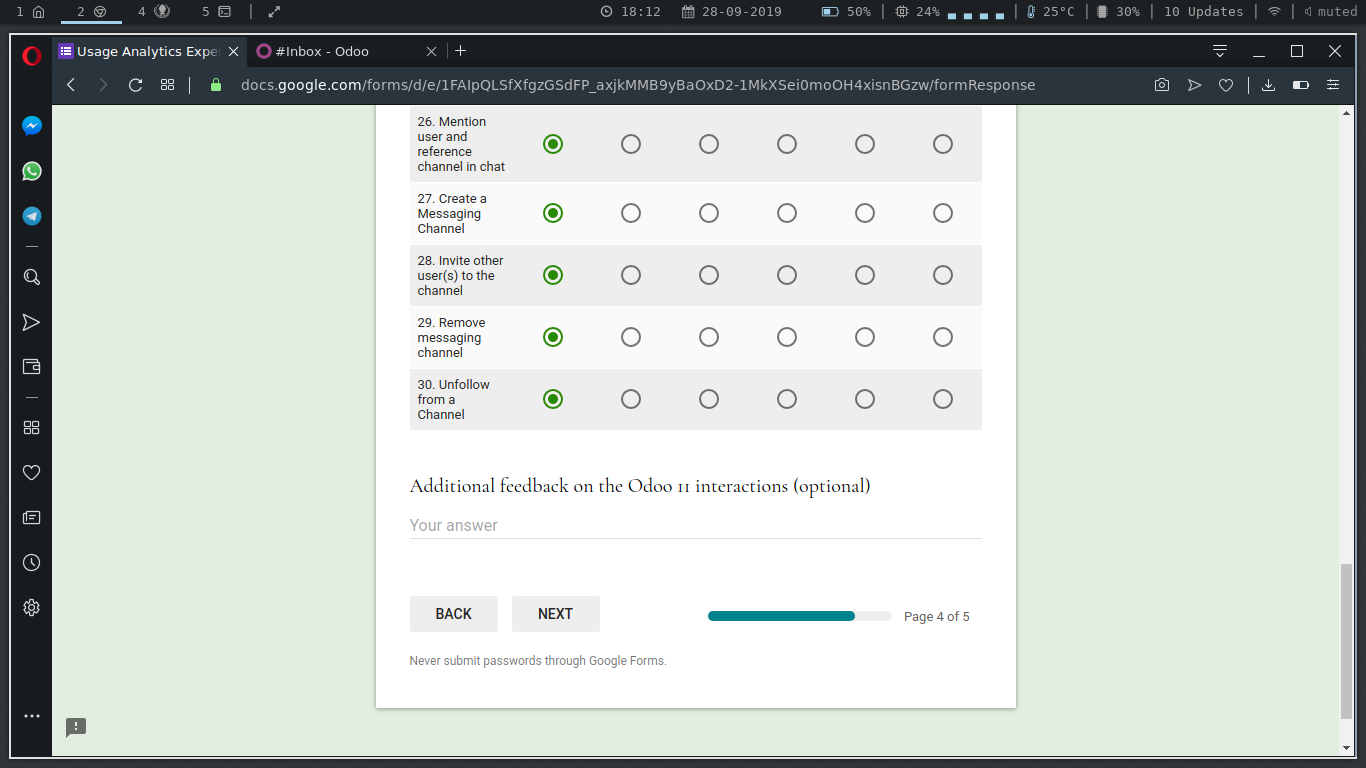 1 2 4 5 18:12 28-09-2019 50% 24% 25°C 30% 10 Updates muted
Usage Analytics Expe #Inbox - Odoo
docs.google.com/forms/d/e/1FAIpQLSfXfgzGSdFP_axjkMMB9yBaOxD2-1MkXSei0moOH4xisnBGzw/formResponse
26. Mention
user and
reference
channel in chat
27. Create a
Messaging
Channel
28. Invite other
user(s) to the
channel
29. Remove
messaging
channel
30. Unfollow
from a
Channel
Additional feedback on the Odoo 11 interactions (optional)
Your answer
BACK NEXT Page 4 of 5
Never submit passwords through Google Forms.